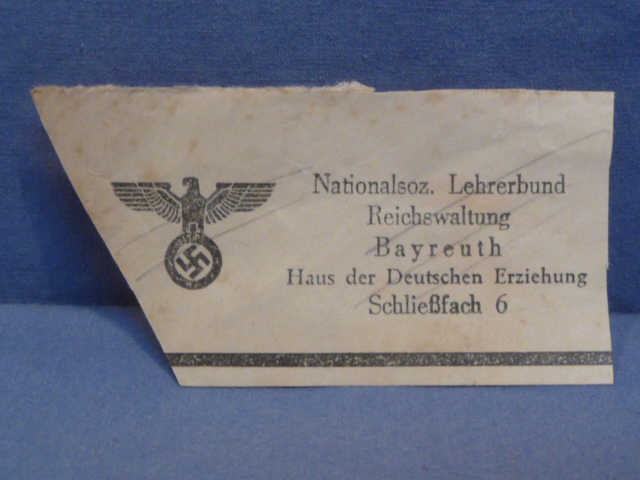 Nationalsoz. Lehrerbund
Reichswaltung
Bayreuth
Haus der Deutschen Erziehung
Schließfach 6